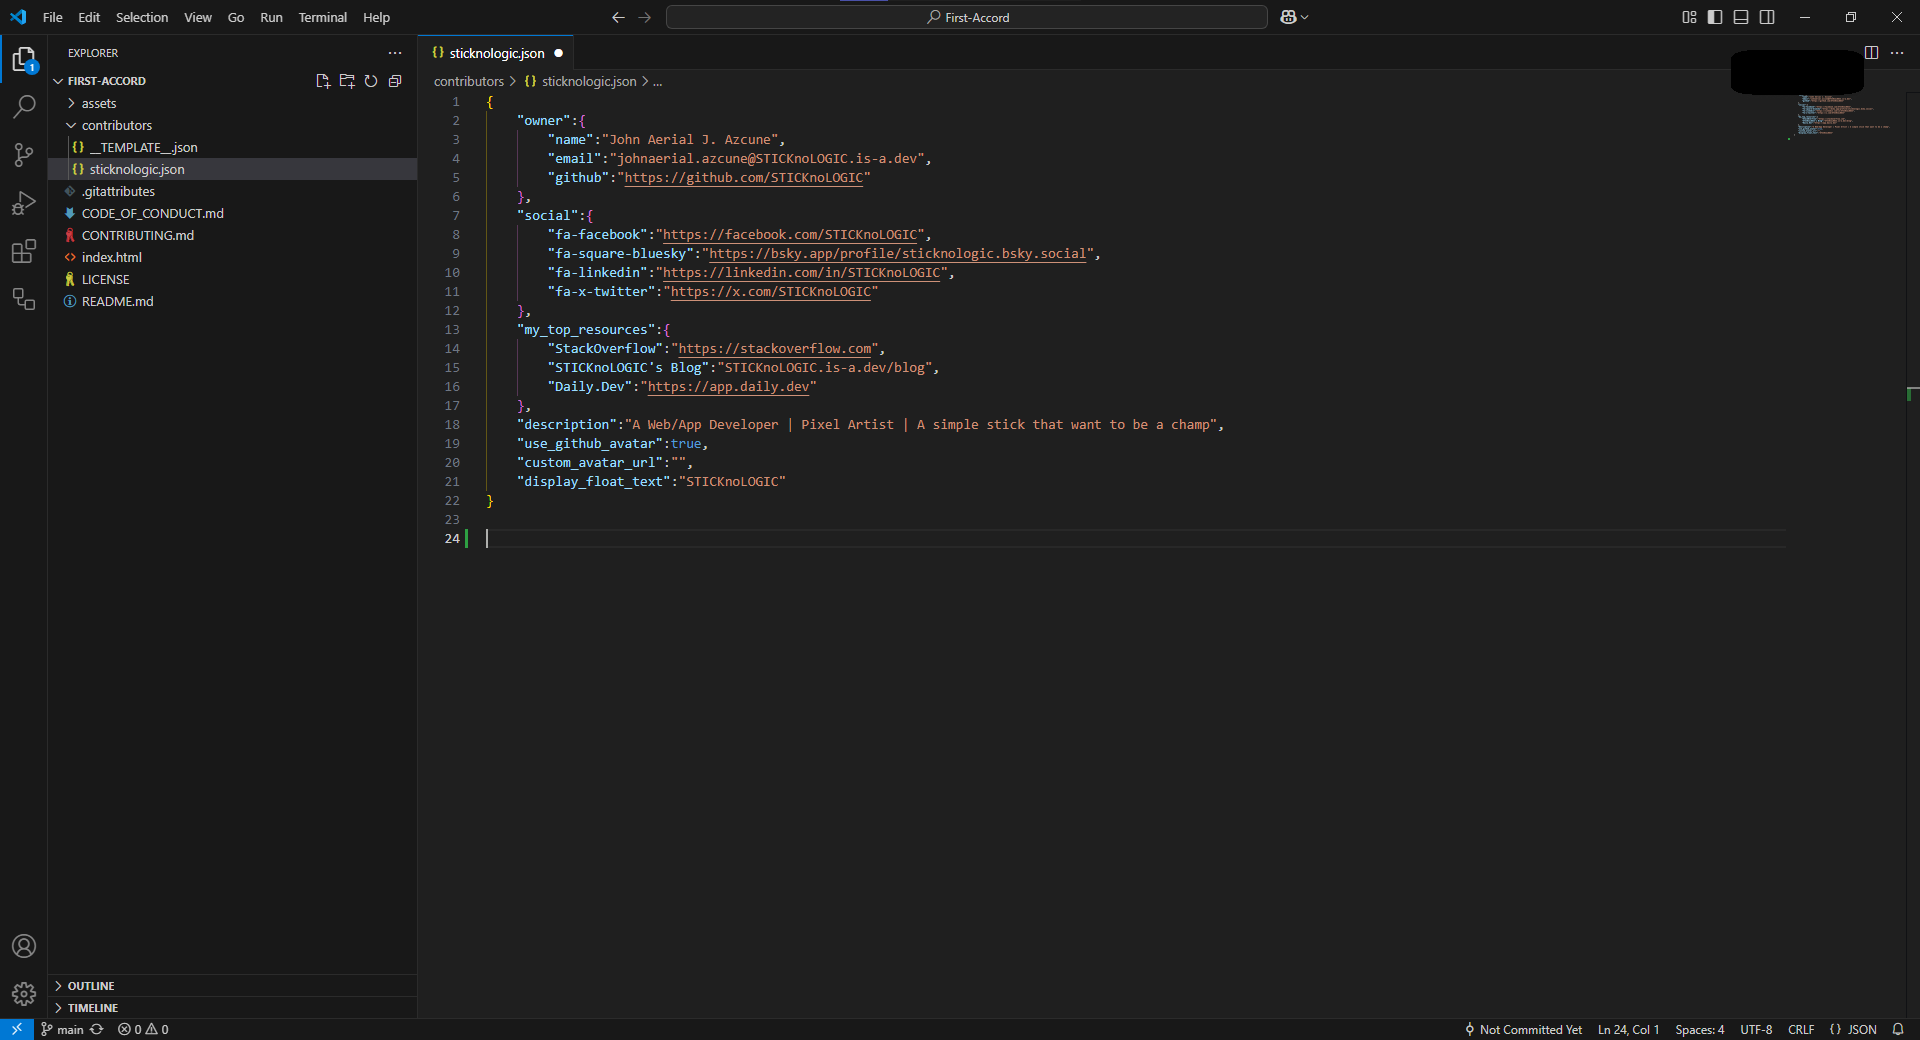 File Edit Selection View Go Run Terminal Help
First-Accord
EXPLORER
FIRST-ACCORD
assets
contributors
__TEMPLATE__.json
sticknologic.json
.gitattributes
CODE_OF_CONDUCT.md
CONTRIBUTING.md
index.html
LICENSE
README.md
OUTLINE
TIMELINE
1
sticknologic.json
contributors > {} sticknologic.json > ...
1 {
2 "owner":{
3 "name":"John Aerial J. Azcune",
4 "email":"johnaerial.azcune@STICKnoLOGIC.is-a.dev",
5 "github":"https://github.com/STICKnoLOGIC"
6 },
7 "social":{
8 "fa-facebook":"https://facebook.com/STICKnoLOGIC",
9 "fa-square-bluesky":"https://bsky.app/profile/sticknologic.bsky.social",
10 "fa-linkedin":"https://linkedin.com/in/STICKnoLOGIC",
11 "fa-x-twitter":"https://x.com/STICKnoLOGIC"
12 },
13 "my_top_resources":{
14 "StackOverflow":"https://stackoverflow.com",
15 "STICKnoLOGIC's Blog":"STICKnoLOGIC.is-a.dev/blog",
16 "Daily.Dev":"https://app.daily.dev"
17 },
18 "description":"A Web/App Developer | Pixel Artist | A simple stick that want to be a champ",
19 "use_github_avatar":true,
20 "custom_avatar_url":"",
21 "display_float_text":"STICKnoLOGIC"
22 }
23
24
main 0 0 Not Committed Yet Ln 24, Col 1 Spaces: 4 UTF-8 CRLF {} JSON